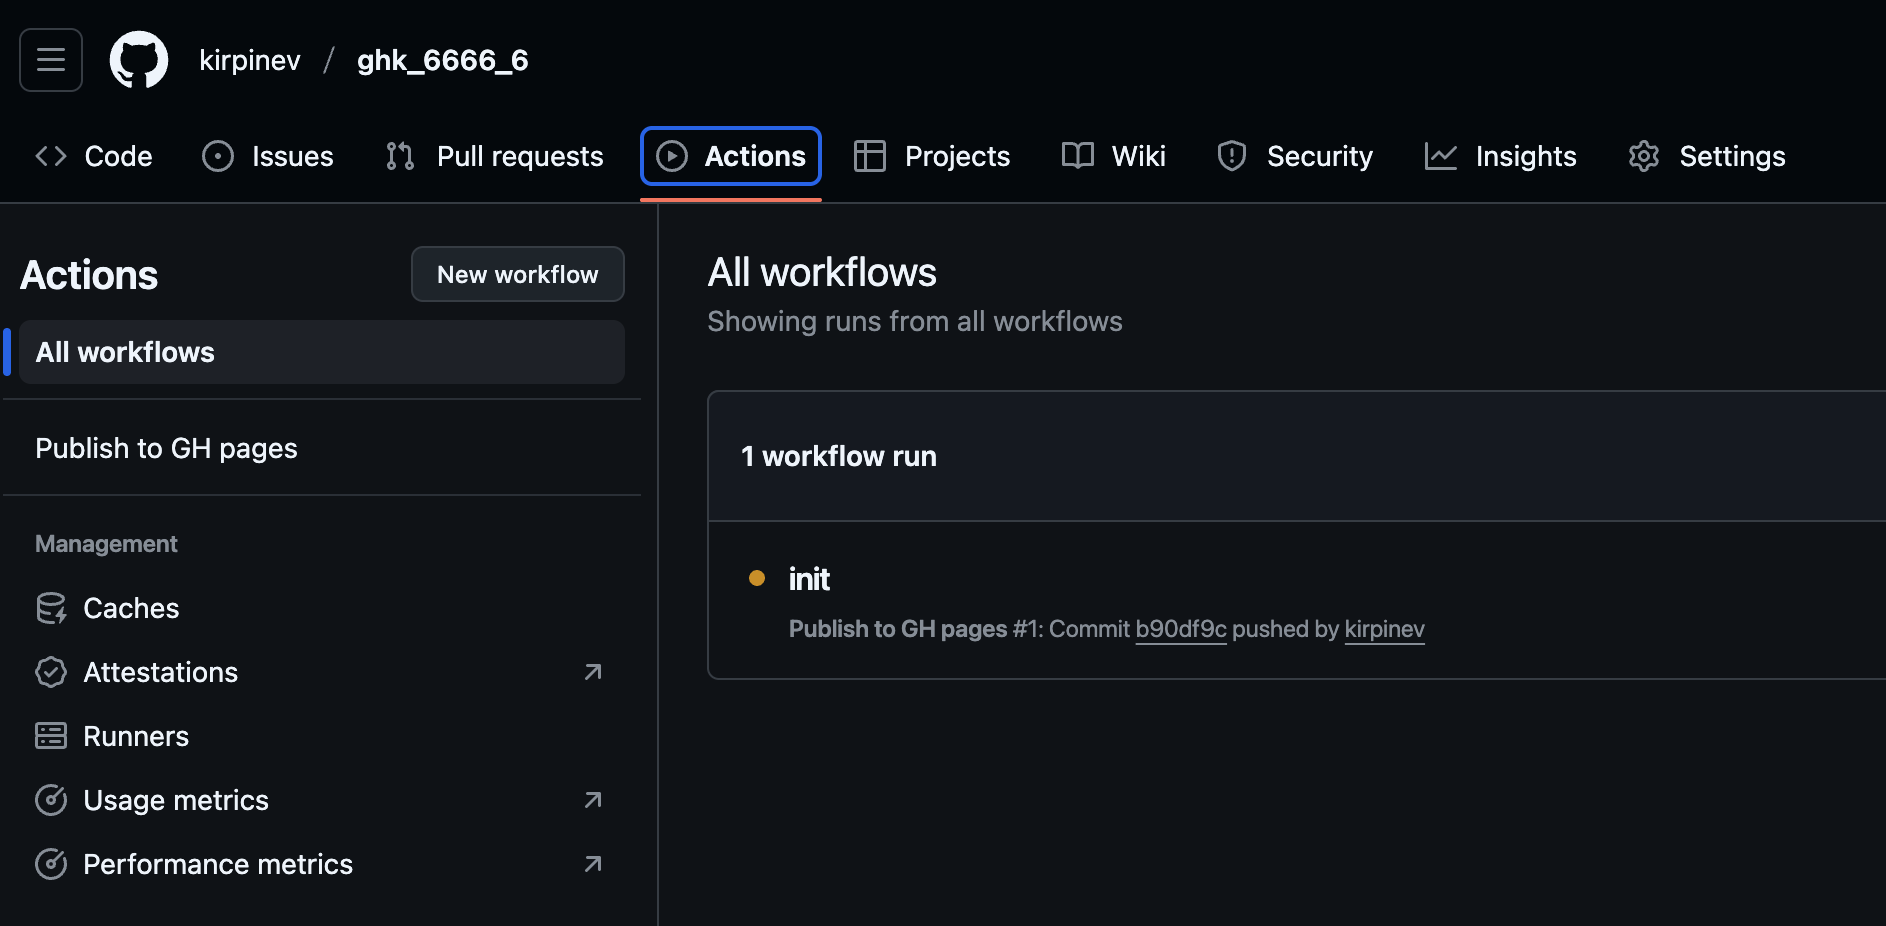 kirpinev / ghk_6666_6
Code Issues Pull requests Actions Projects Wiki Security Insights Settings
Actions
New workflow
All workflows
Publish to GH pages
Management
Caches
Attestations
Runners
Usage metrics
Performance metrics
All workflows
Showing runs from all workflows
1 workflow run
init
Publish to GH pages #1: Commit b90df9c pushed by kirpinev